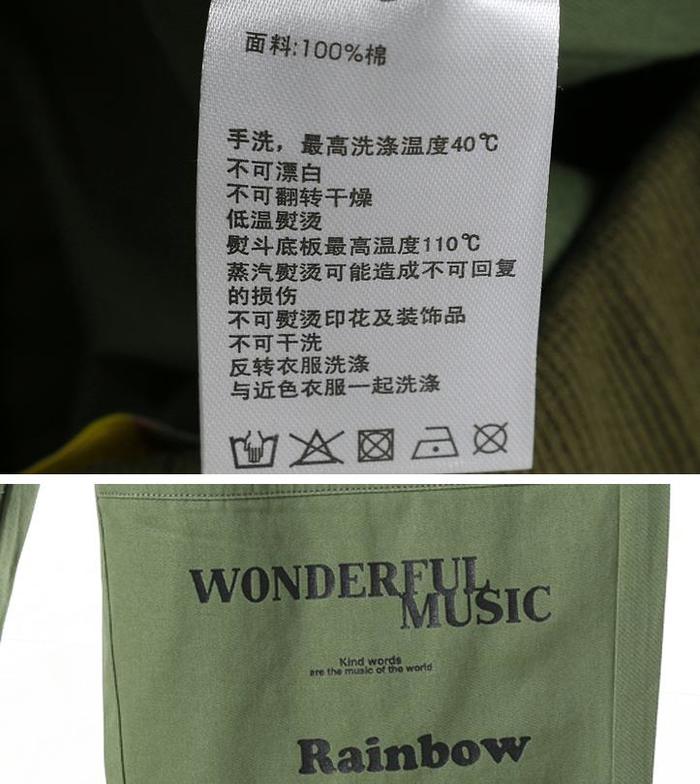 面料:100%棉
手洗，最高洗涤温度40℃
不可漂白
不可翻转干燥
低温熨烫
熨斗底板最高温度110℃
蒸汽熨烫可能造成不可回复
的损伤
不可熨烫印花及装饰品
不可干洗
反转衣服洗涤
与近色衣服一起洗涤
WONDERFUL
MUSIC
Kind words
are the music of the world
Rainbow